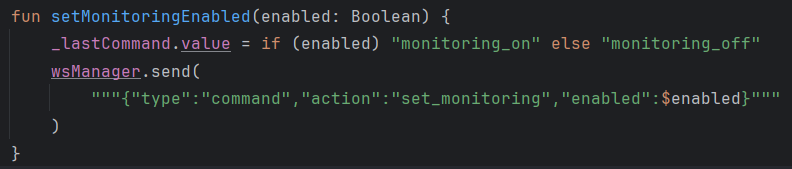 fun setMonitoringEnabled(enabled: Boolean) {
    _lastCommand.value = if (enabled) "monitoring_on" else "monitoring_off"
    wsManager.send(
        """{"type":"command","action":"set_monitoring","enabled":$enabled}"""
    )
}